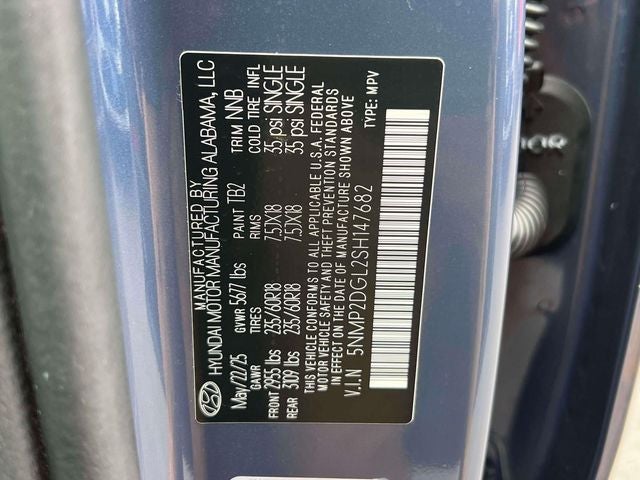 MANUFACTURED BY
HYUNDAI MOTOR MANUFACTURING ALABAMA, LLC
May/22/25 GVWR 5677 lbs PAINT TB2 TRIM NNB
GAWR TIRES RIMS COLD TIRE INFL
FRONT 2955 lbs 235/60R18 7.5JX18 35 psi SINGLE
REAR 3109 lbs 235/60R18 7.5JX18 35 psi SINGLE
THIS VEHICLE CONFORMS TO ALL APPLICABLE U.S.A. FEDERAL
MOTOR VEHICLE SAFETY AND THEFT PREVENTION STANDARDS
IN EFFECT ON THE DATE OF MANUFACTURE SHOWN ABOVE
V.I.N 5NMP2DGL2SH147682 TYPE: MPV